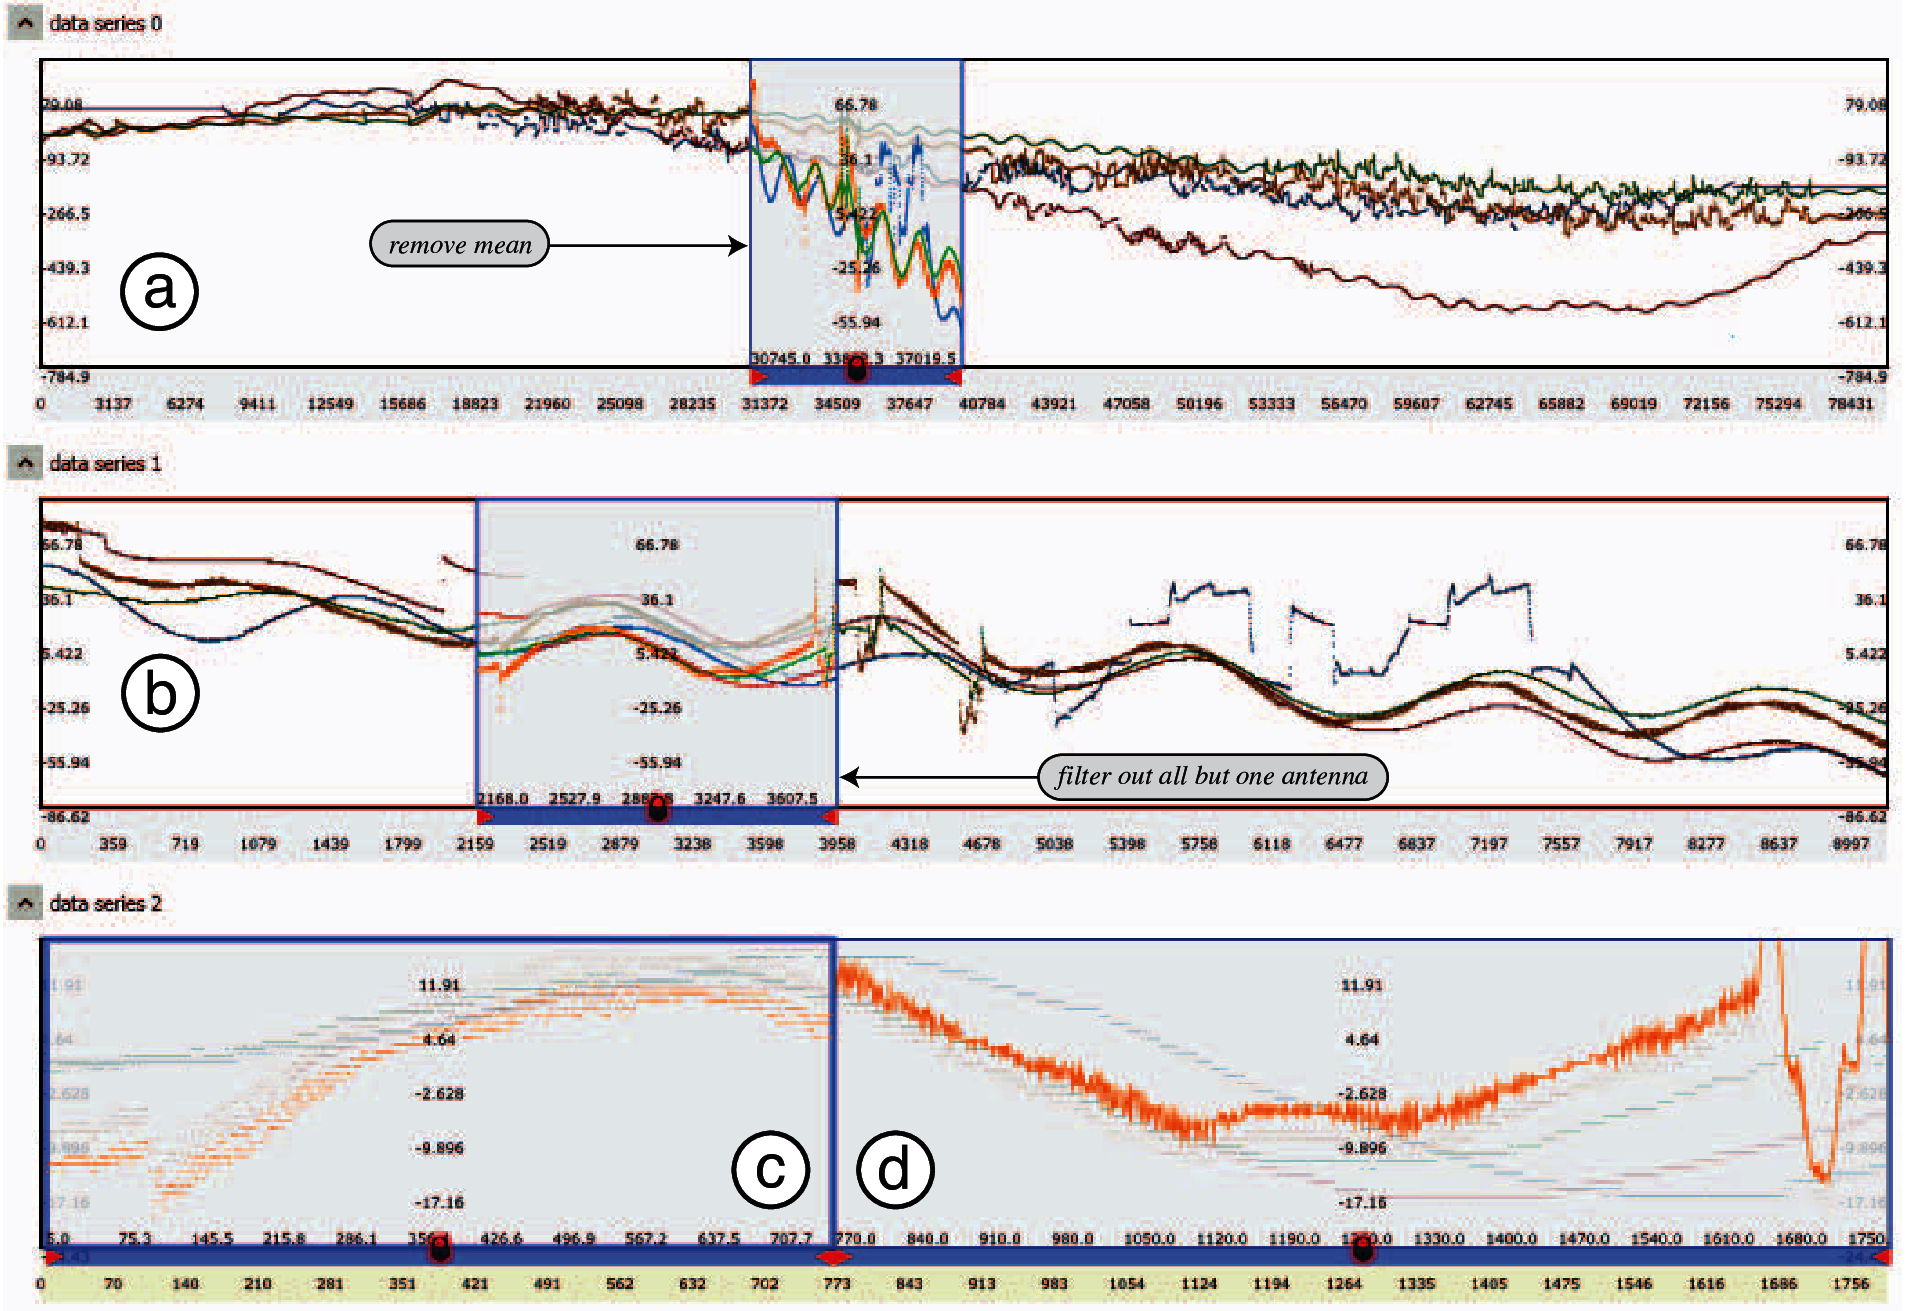 data series 0
79.08 66.78 79.08
-93.72 36.1 -93.72
-266.5 5.422
remove mean
-439.3 -25.26 -439.3
a
-612.1 -55.94 -612.1
30745.0 37019.5
-784.9 -784.9
0 3137 6274 9411 12549 15686 18823 21960 25098 28235 31372 34509 37647 40784 43921 47058 50196 53333 56470 59607 62745 65882 69019 72156 75294 78431
data series 1
66.78 66.78 66.78
36.1 36.1 36.1
5.422 5.422 5.422
b
-25.26 -25.26 -25.26
-55.94 -55.94
filter out all but one antenna
2168.0 2527.9 3247.6 3607.5
-86.62 -86.62
0 359 719 1079 1439 1799 2159 2519 2879 3238 3598 3958 4318 4678 5038 5398 5758 6118 6477 6837 7197 7557 7917 8277 8637 8997
data series 2
11.91 11.91 11.91
4.64 4.64
-2.628 -2.628 -2.628
-9.896 -9.896 -9.896
c d
-17.16 -17.16 -17.16
75.3 145.5 215.8 286.1 426.6 496.9 567.2 637.5 707.7 770.0 840.0 910.0 980.0 1050.0 1120.0 1190.0 1330.0 1400.0 1470.0 1540.0 1610.0 1680.0 1750
0 70 140 210 281 351 421 491 562 632 702 773 843 913 983 1054 1124 1194 1264 1335 1405 1475 1546 1616 1686 1756